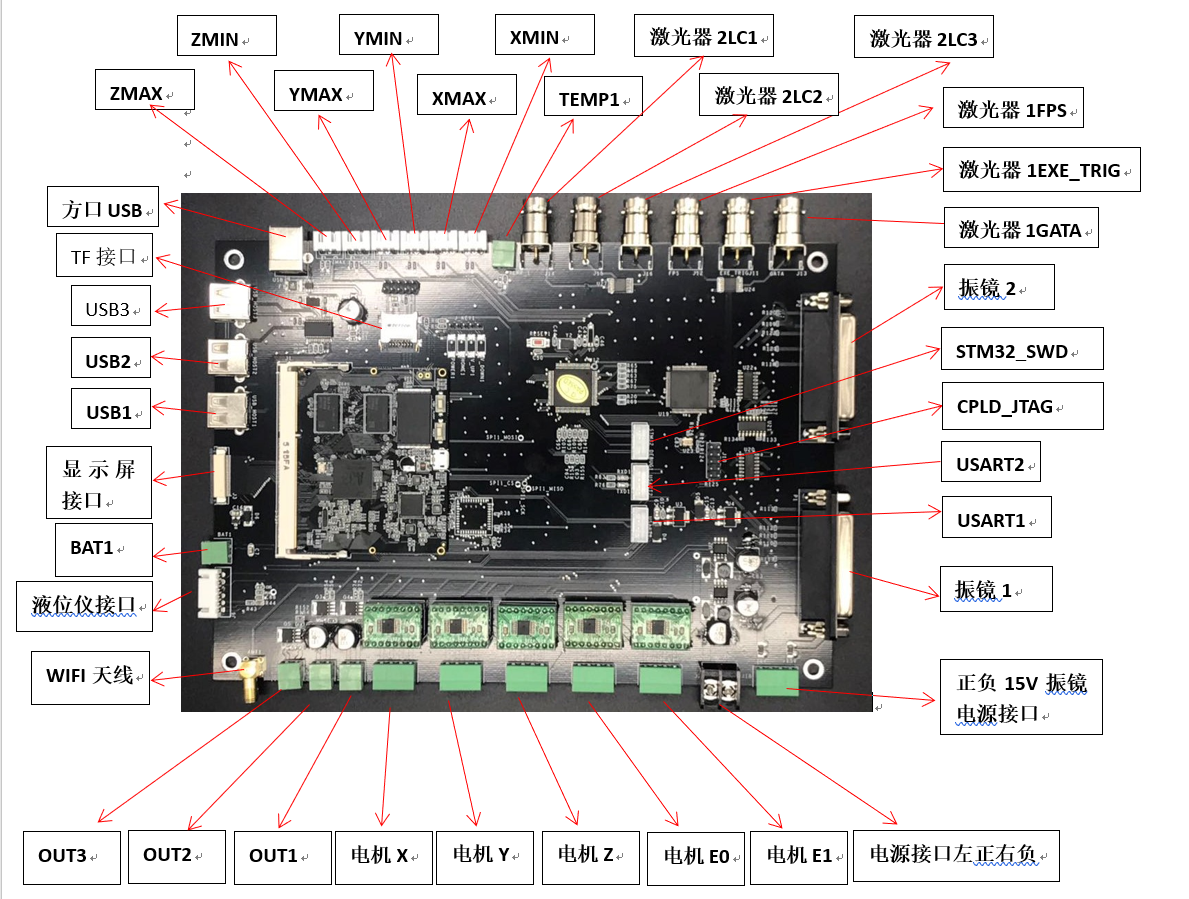 ZMIN
YMIN
XMIN
激光器 2LC1
激光器 2LC3
ZMAX
YMAX
XMAX
TEMP1
激光器 2LC2
激光器 1FPS
激光器 1EXE_TRIG
方口 USB
激光器 1GATA
TF 接口
振镜 2
USB3
STM32_SWD
USB2
CPLD_JTAG
USB1
USART2
显示屏
接口
USART1
BAT1
振镜 1
液位仪接口
WIFI 天线
正负 15V 振镜
电源接口
OUT3
OUT2
OUT1
电机 X
电机 Y
电机 Z
电机 E0
电机 E1
电源接口左正右负
SPI1_MOSI
SPI1_MISO
BAT1